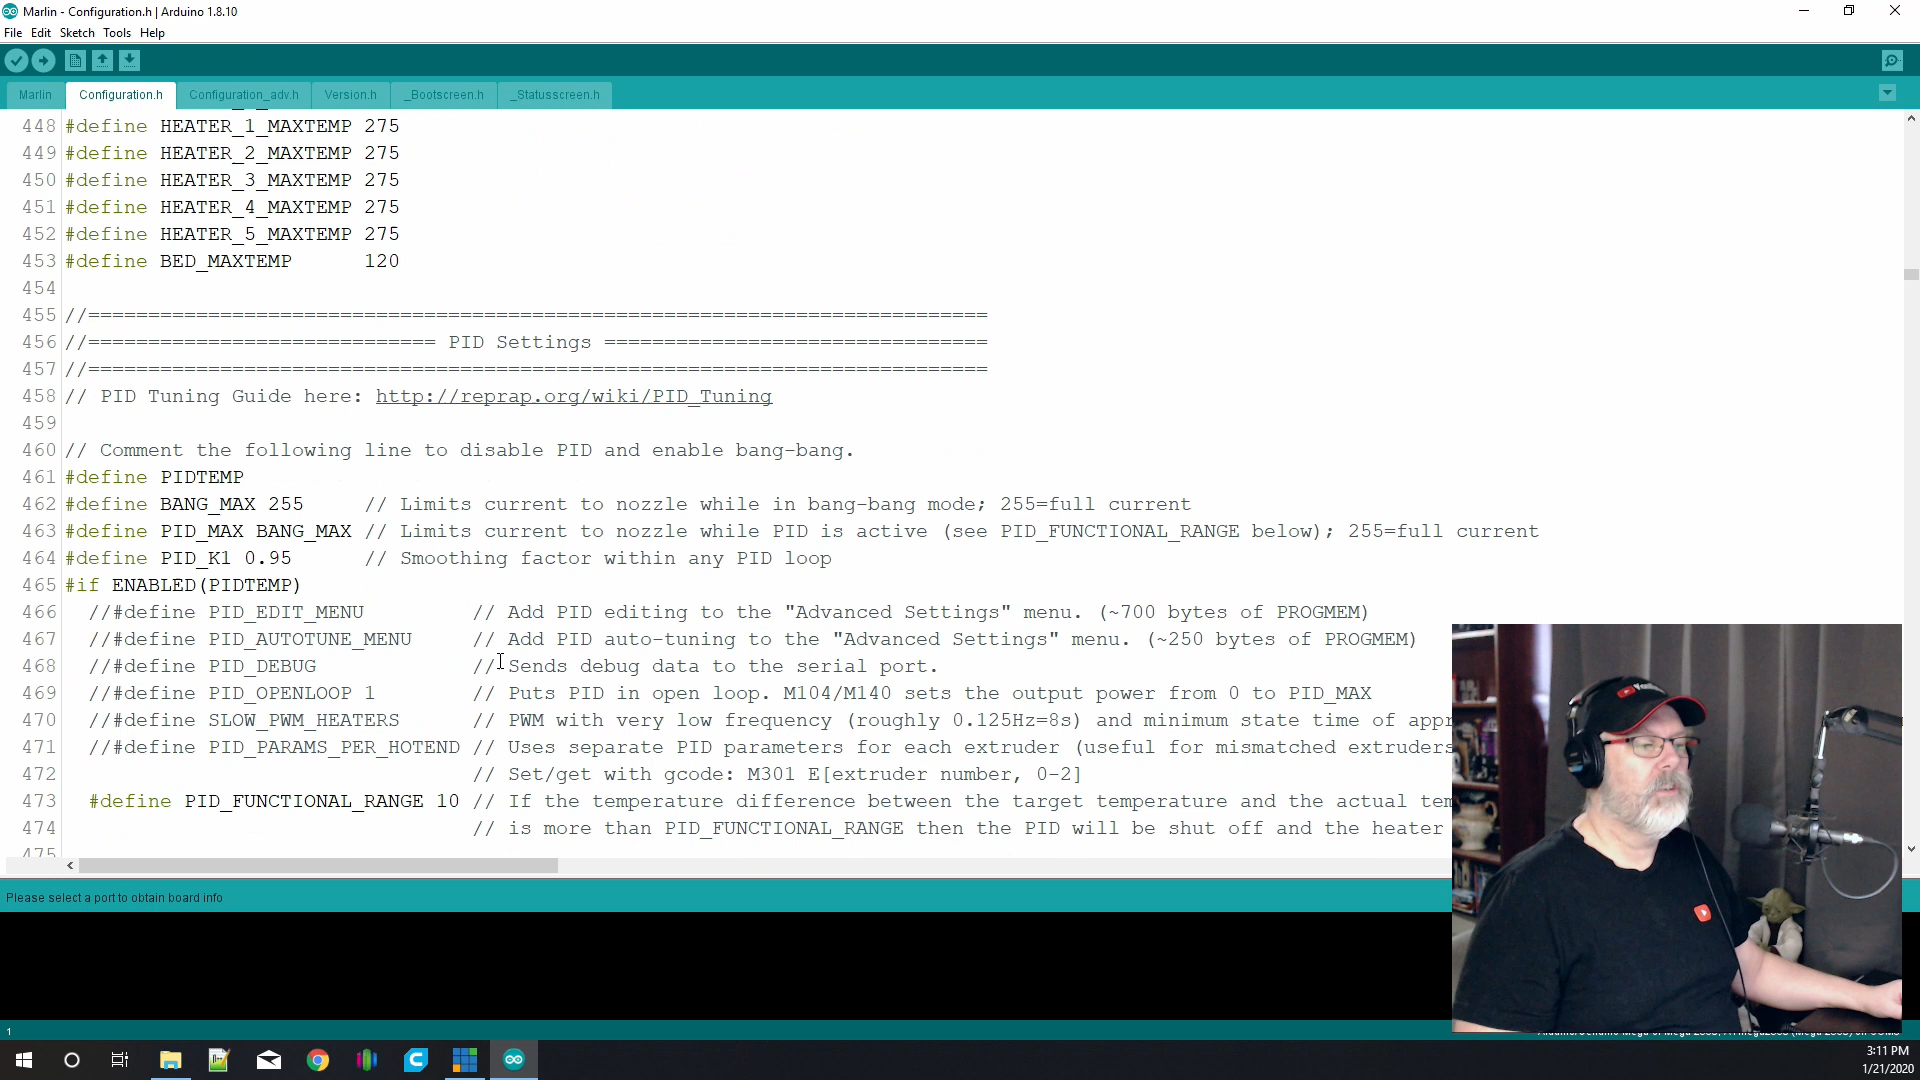 Marlin - Configuration.h | Arduino 1.8.10
File Edit Sketch Tools Help
Marlin Configuration.h Configuration_adv.h Version.h _Bootscreen.h _Statusscreen.h
448 #define HEATER_1_MAXTEMP 275
449 #define HEATER_2_MAXTEMP 275
450 #define HEATER_3_MAXTEMP 275
451 #define HEATER_4_MAXTEMP 275
452 #define HEATER_5_MAXTEMP 275
453 #define BED_MAXTEMP      120
454
455 //===========================================================================
456 //============================= PID Settings ================================
457 //===========================================================================
458 // PID Tuning Guide here: http://reprap.org/wiki/PID_Tuning
459
460 // Comment the following line to disable PID and enable bang-bang.
461 #define PIDTEMP
462 #define BANG_MAX 255     // Limits current to nozzle while in bang-bang mode; 255=full current
463 #define PID_MAX BANG_MAX // Limits current to nozzle while PID is active (see PID_FUNCTIONAL_RANGE below); 255=full current
464 #define PID_K1 0.95      // Smoothing factor within any PID loop
465 #if ENABLED(PIDTEMP)
466   //#define PID_EDIT_MENU         // Add PID editing to the "Advanced Settings" menu. (~700 bytes of PROGMEM)
467   //#define PID_AUTOTUNE_MENU     // Add PID auto-tuning to the "Advanced Settings" menu. (~250 bytes of PROGMEM)
468   //#define PID_DEBUG             // Sends debug data to the serial port.
469   //#define PID_OPENLOOP 1        // Puts PID in open loop. M104/M140 sets the output power from 0 to PID_MAX
470   //#define SLOW_PWM_HEATERS      // PWM with very low frequency (roughly 0.125Hz=8s) and minimum state time of appr
471   //#define PID_PARAMS_PER_HOTEND // Uses separate PID parameters for each extruder (useful for mismatched extruders
472                                   // Set/get with gcode: M301 E[extruder number, 0-2]
473   #define PID_FUNCTIONAL_RANGE 10 // If the temperature difference between the target temperature and the actual tem
474                                   // is more than PID_FUNCTIONAL_RANGE then the PID will be shut off and the heater
475
Please select a port to obtain board info
1
3:11 PM
1/21/2020